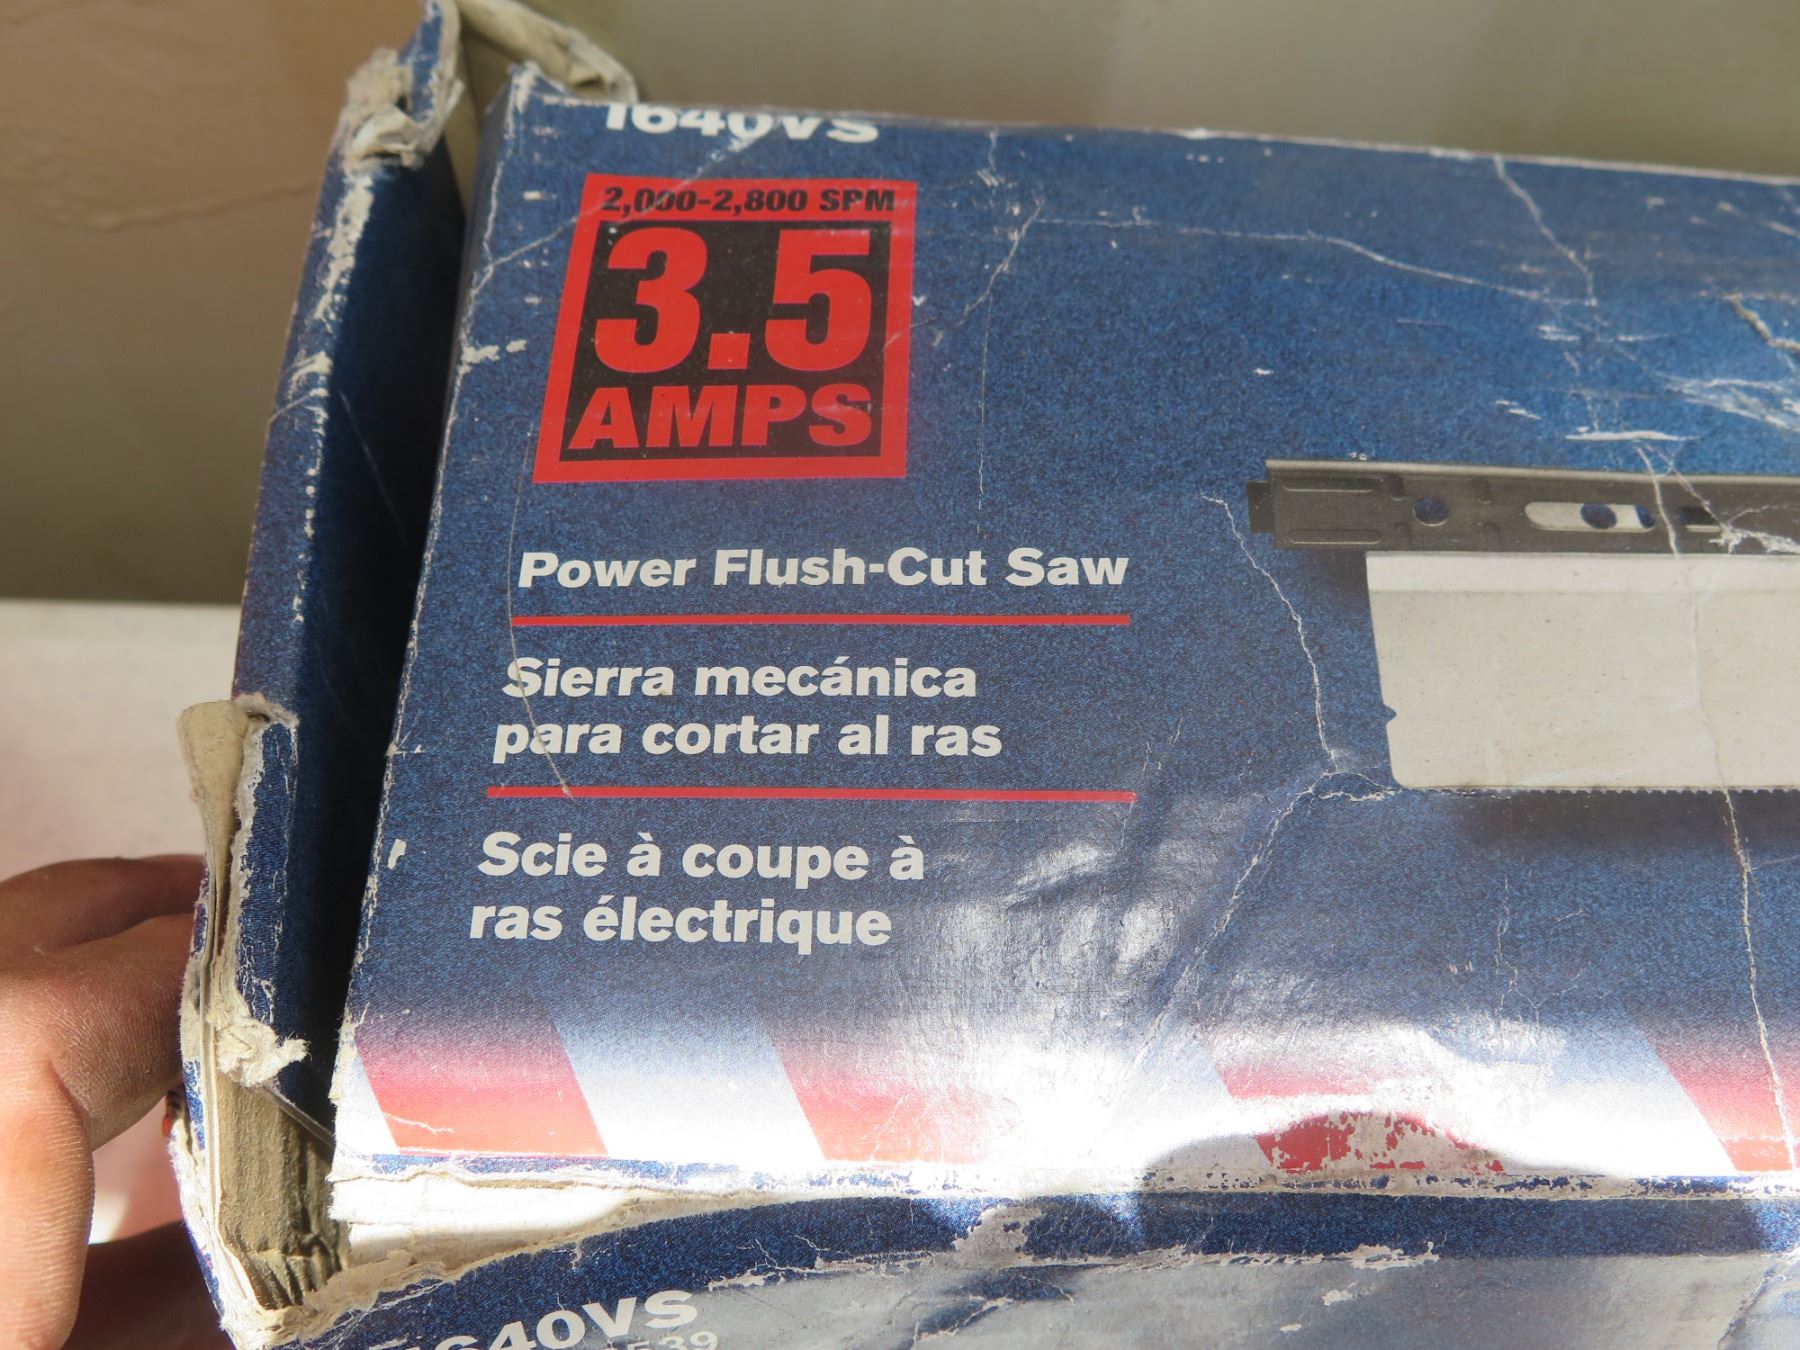 1640VS
2,000-2,800 SPM
3.5
AMPS
Power Flush-Cut Saw
Sierra mecánica
para cortar al ras
Scie à coupe à
ras électrique
1640VS